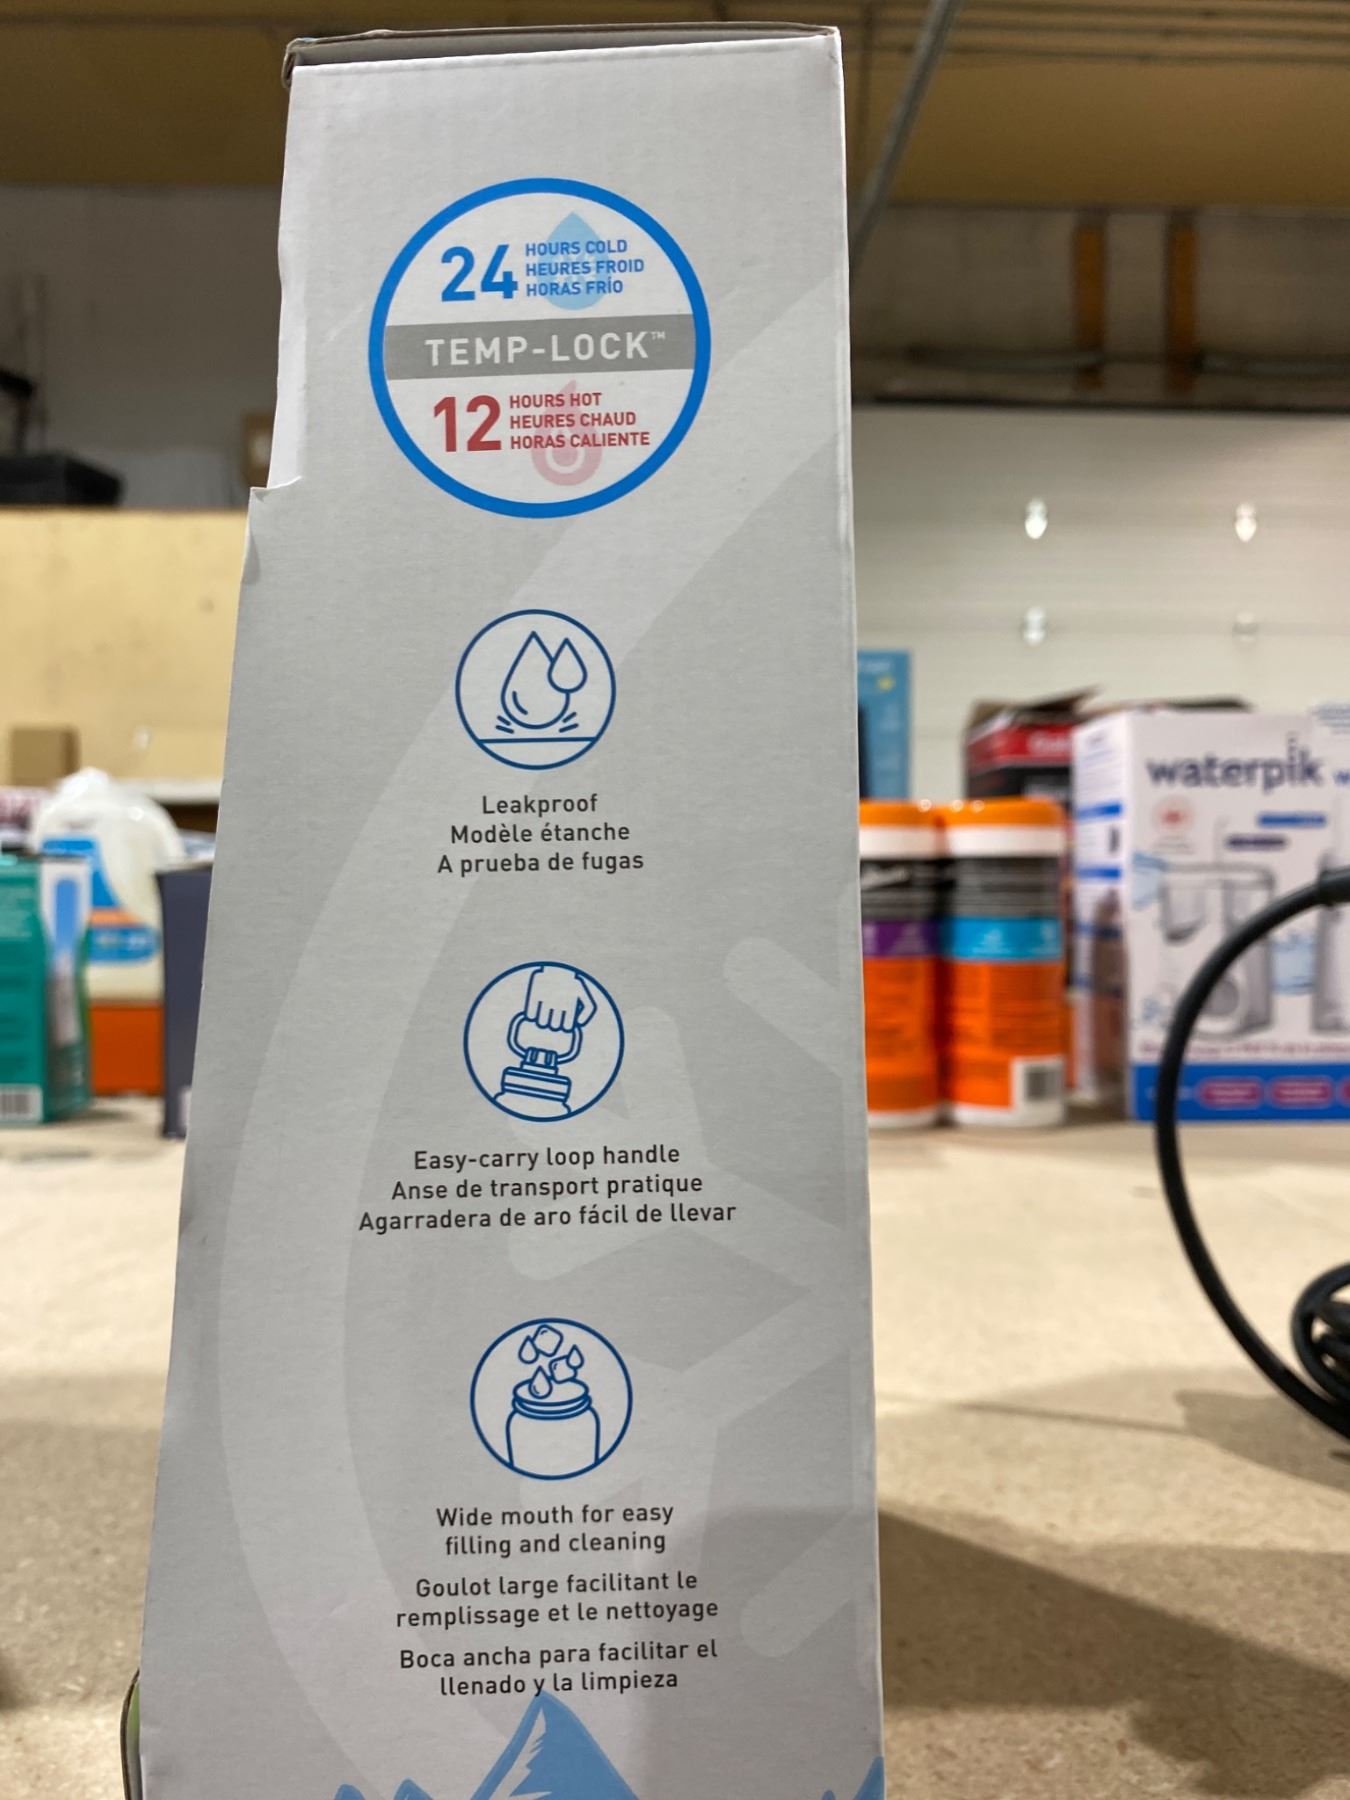 24 HOURS COLD
HEURES FROID
HORAS FRÍO
TEMP-LOCK™
12 HOURS HOT
HEURES CHAUD
HORAS CALIENTE
Leakproof
Modèle étanche
A prueba de fugas
Easy-carry loop handle
Anse de transport pratique
Agarradera de aro fácil de llevar
Wide mouth for easy
filling and cleaning
Goulot large facilitant le
remplissage et le nettoyage
Boca ancha para facilitar el
llenado y la limpieza
waterpik